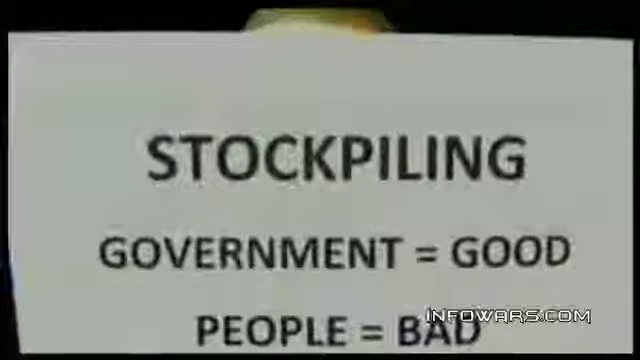 STOCKPILING
GOVERNMENT = GOOD
PEOPLE = BAD
INFOWARS.COM